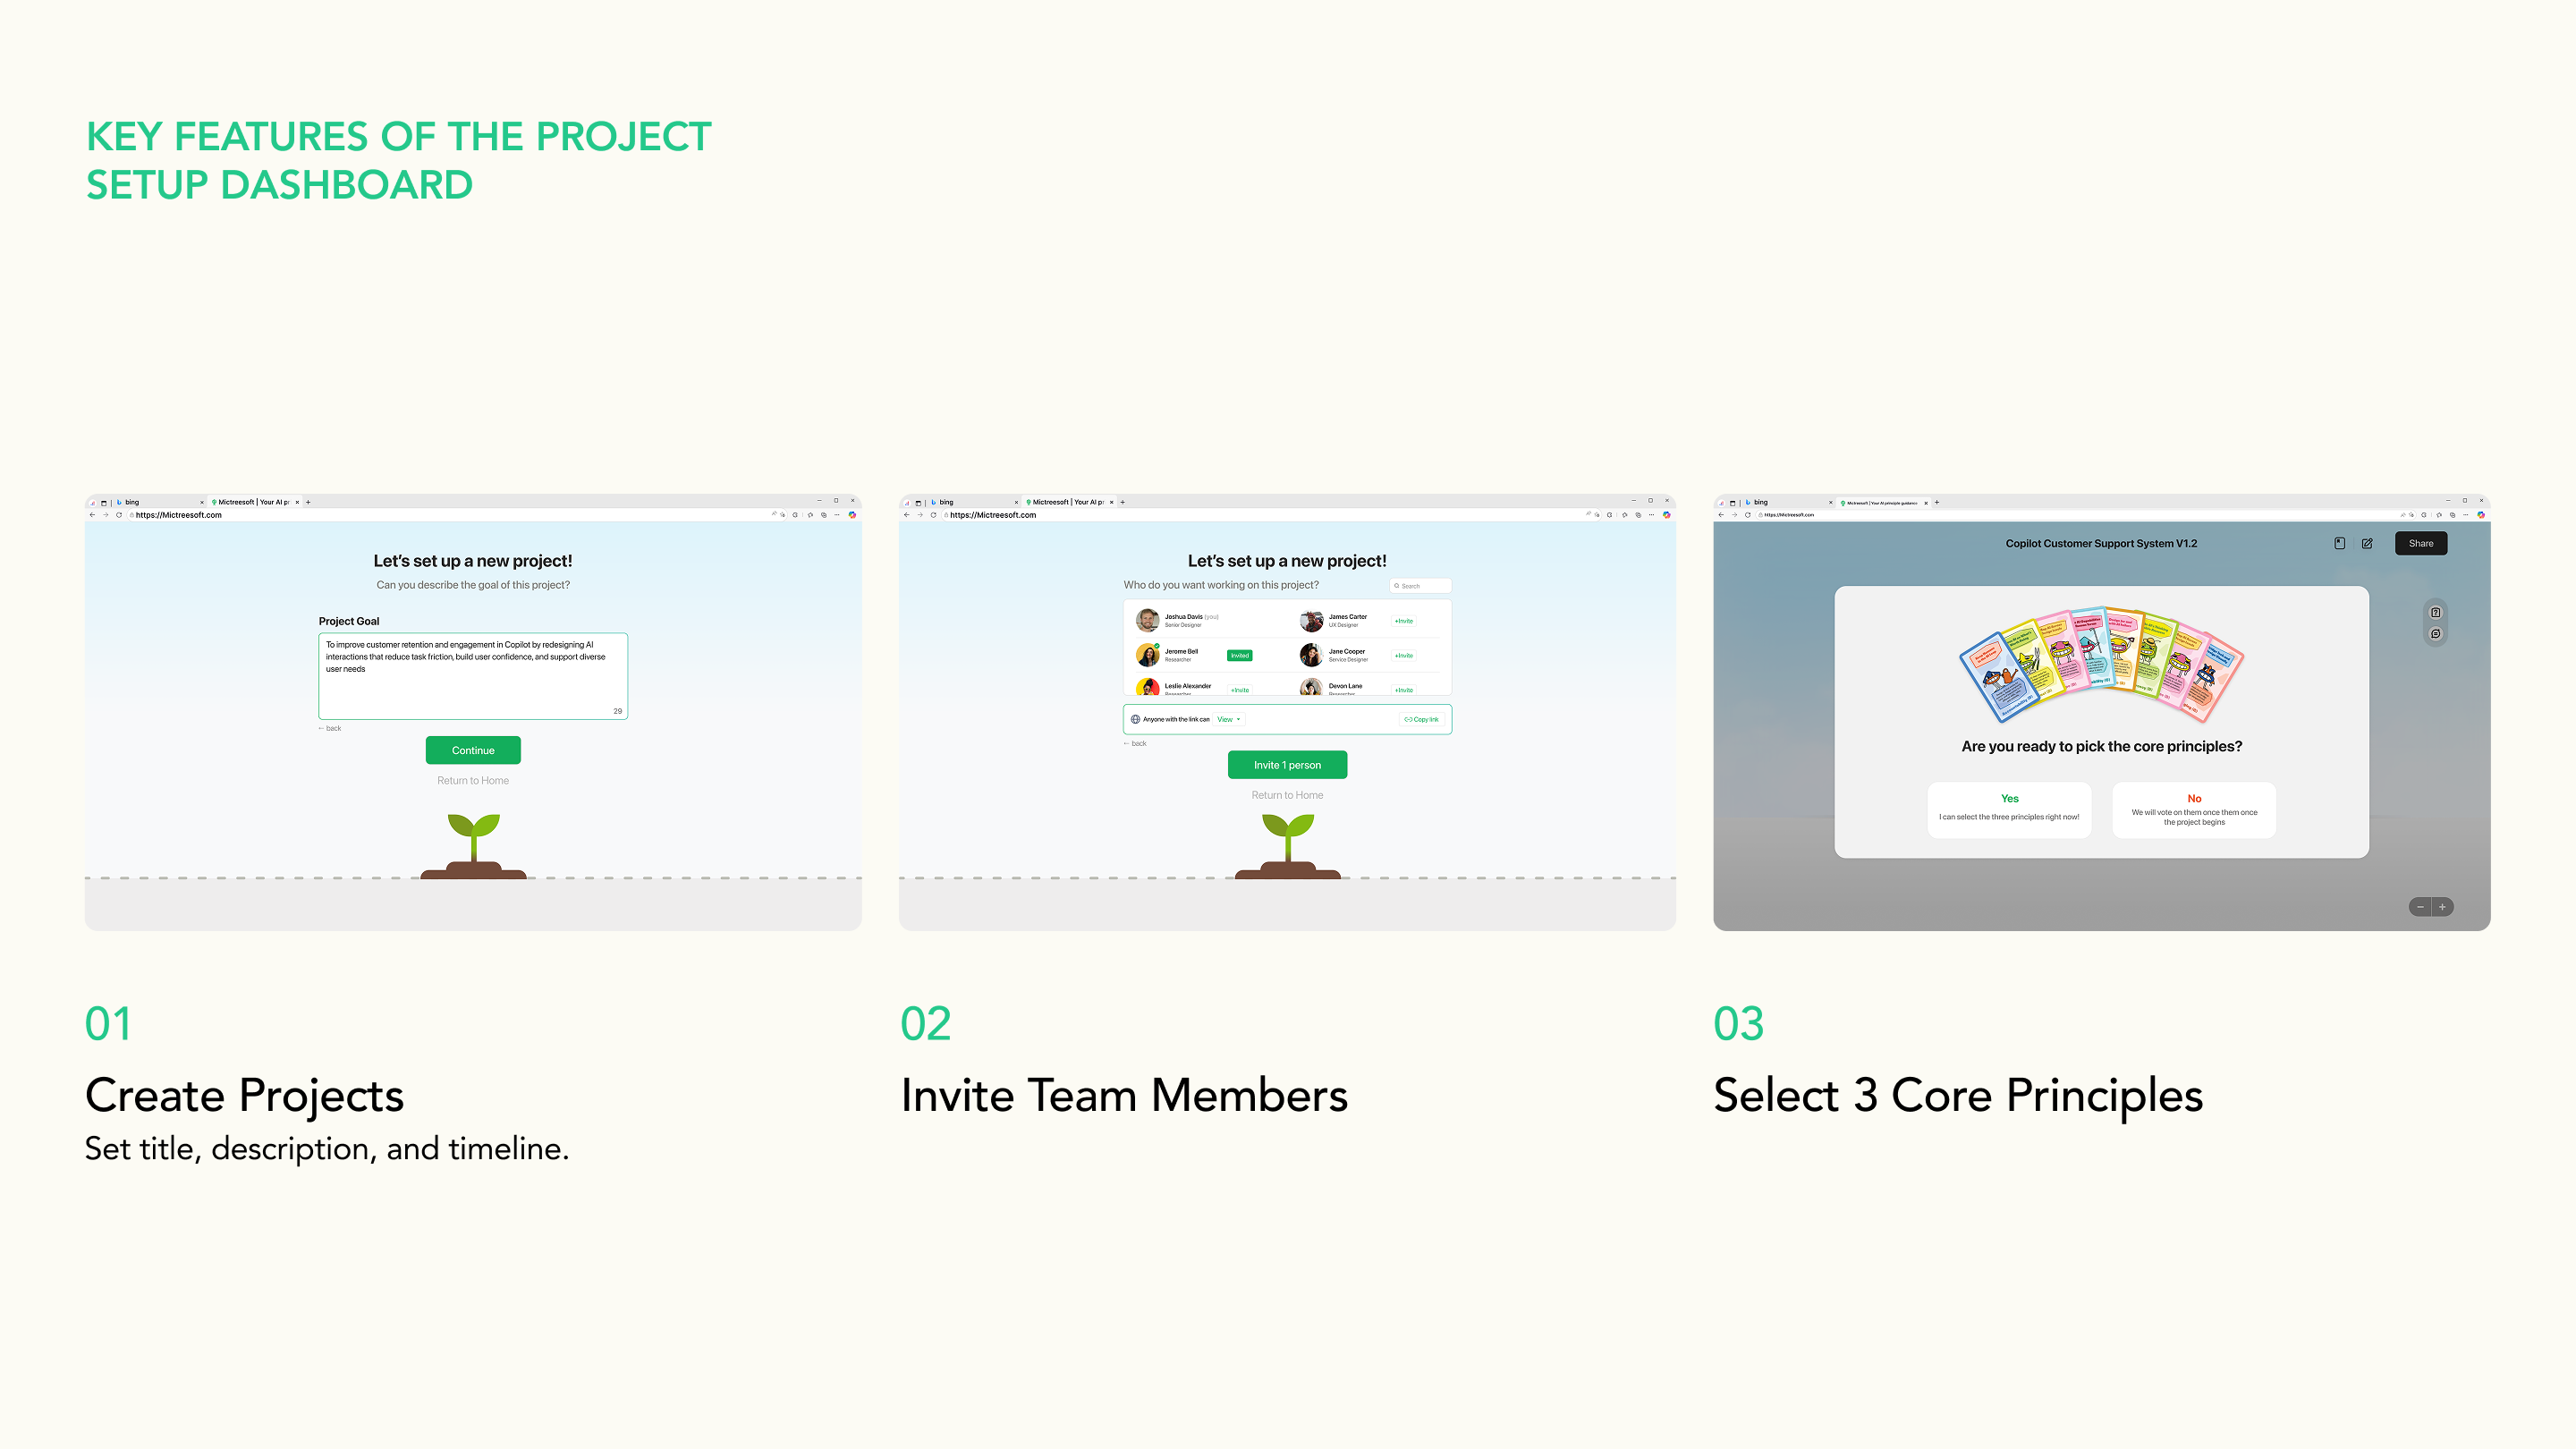 KEY FEATURES OF THE PROJECT
SETUP DASHBOARD
bing
Mictreesoft | Your AI pr
https://Mictreesoft.com
Let's set up a new project!
Can you describe the goal of this project?
Project Goal
To improve customer retention and engagement in Copilot by redesigning AI
interactions that reduce task friction, build user confidence, and support diverse
user needs
29
← back
Continue
Return to Home
bing
Mictreesoft | Your AI pr
https://Mictreesoft.com
Let's set up a new project!
Who do you want working on this project?
Search
Joshua Davis (you)
Senior Designer
James Carter
UX Designer
+Invite
Jerome Bell
Researcher
Invited
Jane Cooper
Service Designer
+Invite
Leslie Alexander
Researcher
+Invite
Devon Lane
Researcher
+Invite
Anyone with the link can View
Copy link
← back
Invite 1 person
Return to Home
bing
Mictreesoft | Your AI principle guidance
https://Mictreesoft.com
Copilot Customer Support System V1.2
Share
Are you ready to pick the core principles?
Yes
I can select the three principles right now!
No
We will vote on them once them once
the project begins
01
Create Projects
Set title, description, and timeline.
02
Invite Team Members
03
Select 3 Core Principles